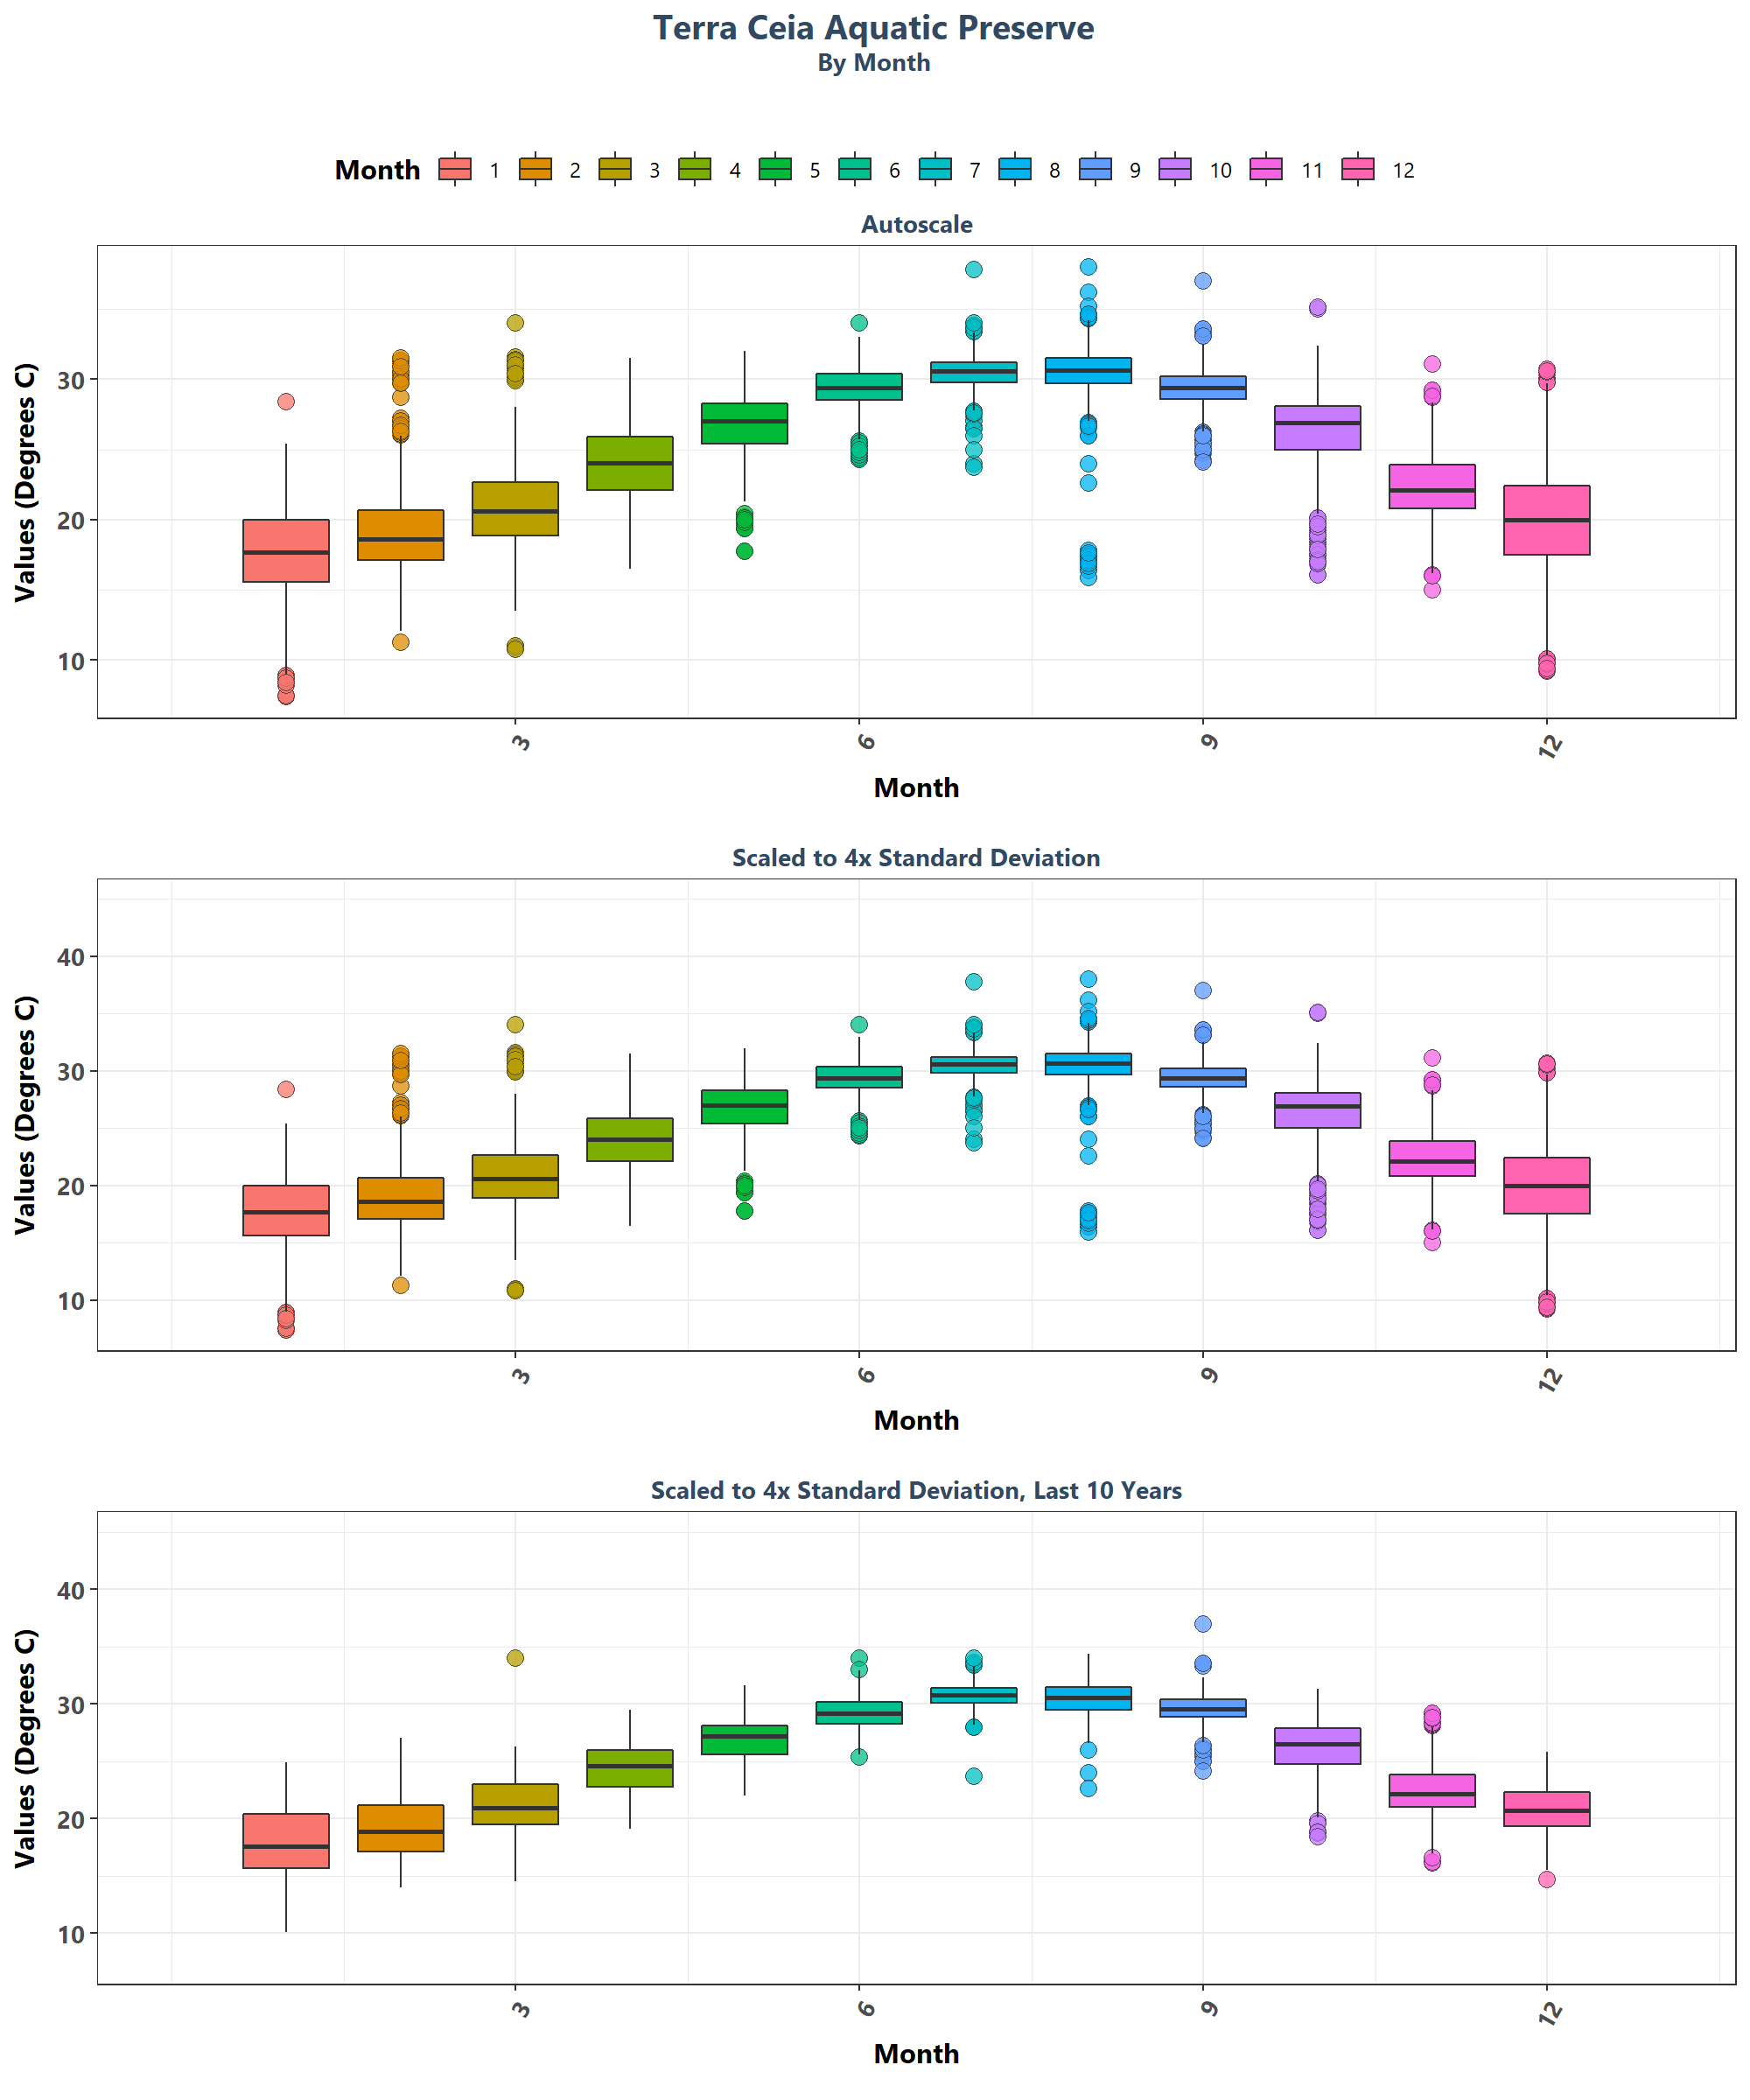 Terra Ceia Aquatic Preserve
By Month
Month 1 2 3 4 5 6 7 8 9 10 11 12
Autoscale
Values (Degrees C)
30
20
10
3 6 9 12
Month
Scaled to 4x Standard Deviation
Values (Degrees C)
40
30
20
10
3 6 9 12
Month
Scaled to 4x Standard Deviation, Last 10 Years
Values (Degrees C)
40
30
20
10
3 6 9 12
Month